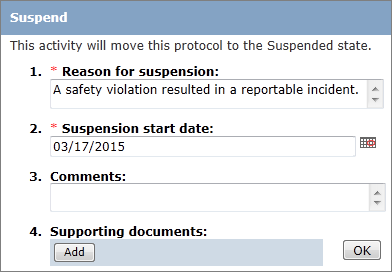 Suspend
This activity will move this protocol to the Suspended state.
1. * Reason for suspension:
A safety violation resulted in a reportable incident.
2. * Suspension start date:
03/17/2015
3. Comments:
4. Supporting documents:
Add
OK